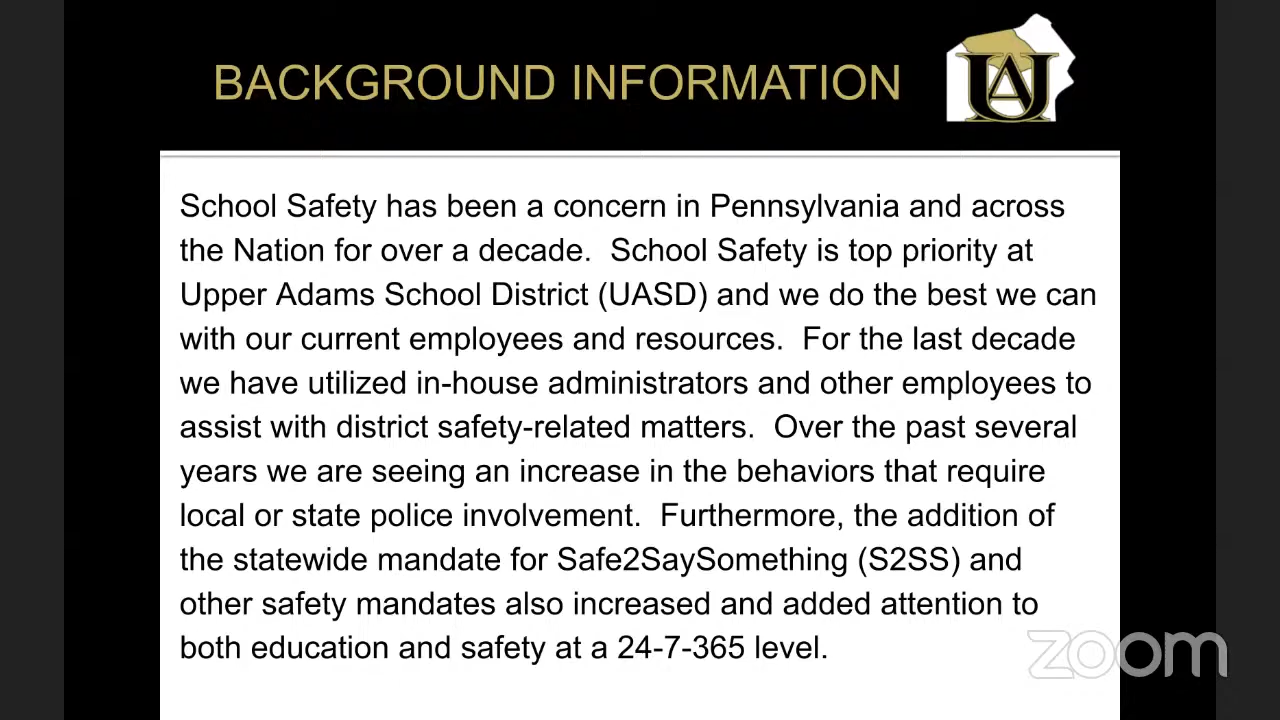 BACKGROUND INFORMATION
UA
School Safety has been a concern in Pennsylvania and across
the Nation for over a decade.  School Safety is top priority at
Upper Adams School District (UASD) and we do the best we can
with our current employees and resources.  For the last decade
we have utilized in-house administrators and other employees to
assist with district safety-related matters.  Over the past several
years we are seeing an increase in the behaviors that require
local or state police involvement.  Furthermore, the addition of
the statewide mandate for Safe2SaySomething (S2SS) and
other safety mandates also increased and added attention to
both education and safety at a 24-7-365 level.
zoom